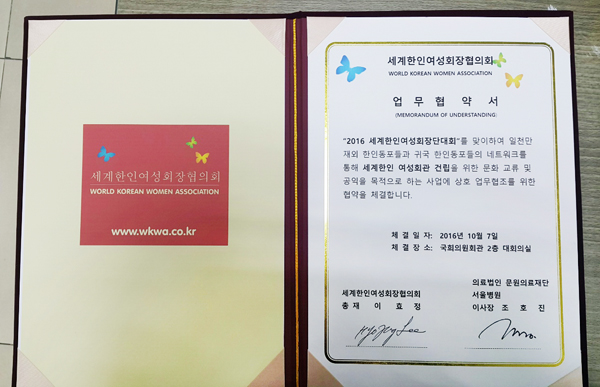 세계한인여성회장협의회
WORLD KOREAN WOMEN ASSOCIATION
www.wkwa.co.kr
세계한인여성회장협의회
WORLD KOREAN WOMEN ASSOCIATION
업 무 협 약 서
(MEMORANDUM OF UNDERSTANDING)
"2016 세계한인여성회장단대회"를 맞이하여 일천만
재외 한인동포들과 귀국 한인동포들의 네트워크를
통해 세계한인 여성회관 건립을 위한 문화 교류 및
공익을 목적으로 하는 사업에 상호 업무협조를 위한
협약을 체결합니다.
체 결 일 자: 2016년 10월 7일
체 결 장 소: 국회의원회관 2층 대회의실
세계한인여성회장협의회
총 재 이 효 정
의료법인 문원의료재단
서울병원
이사장 조 호 진